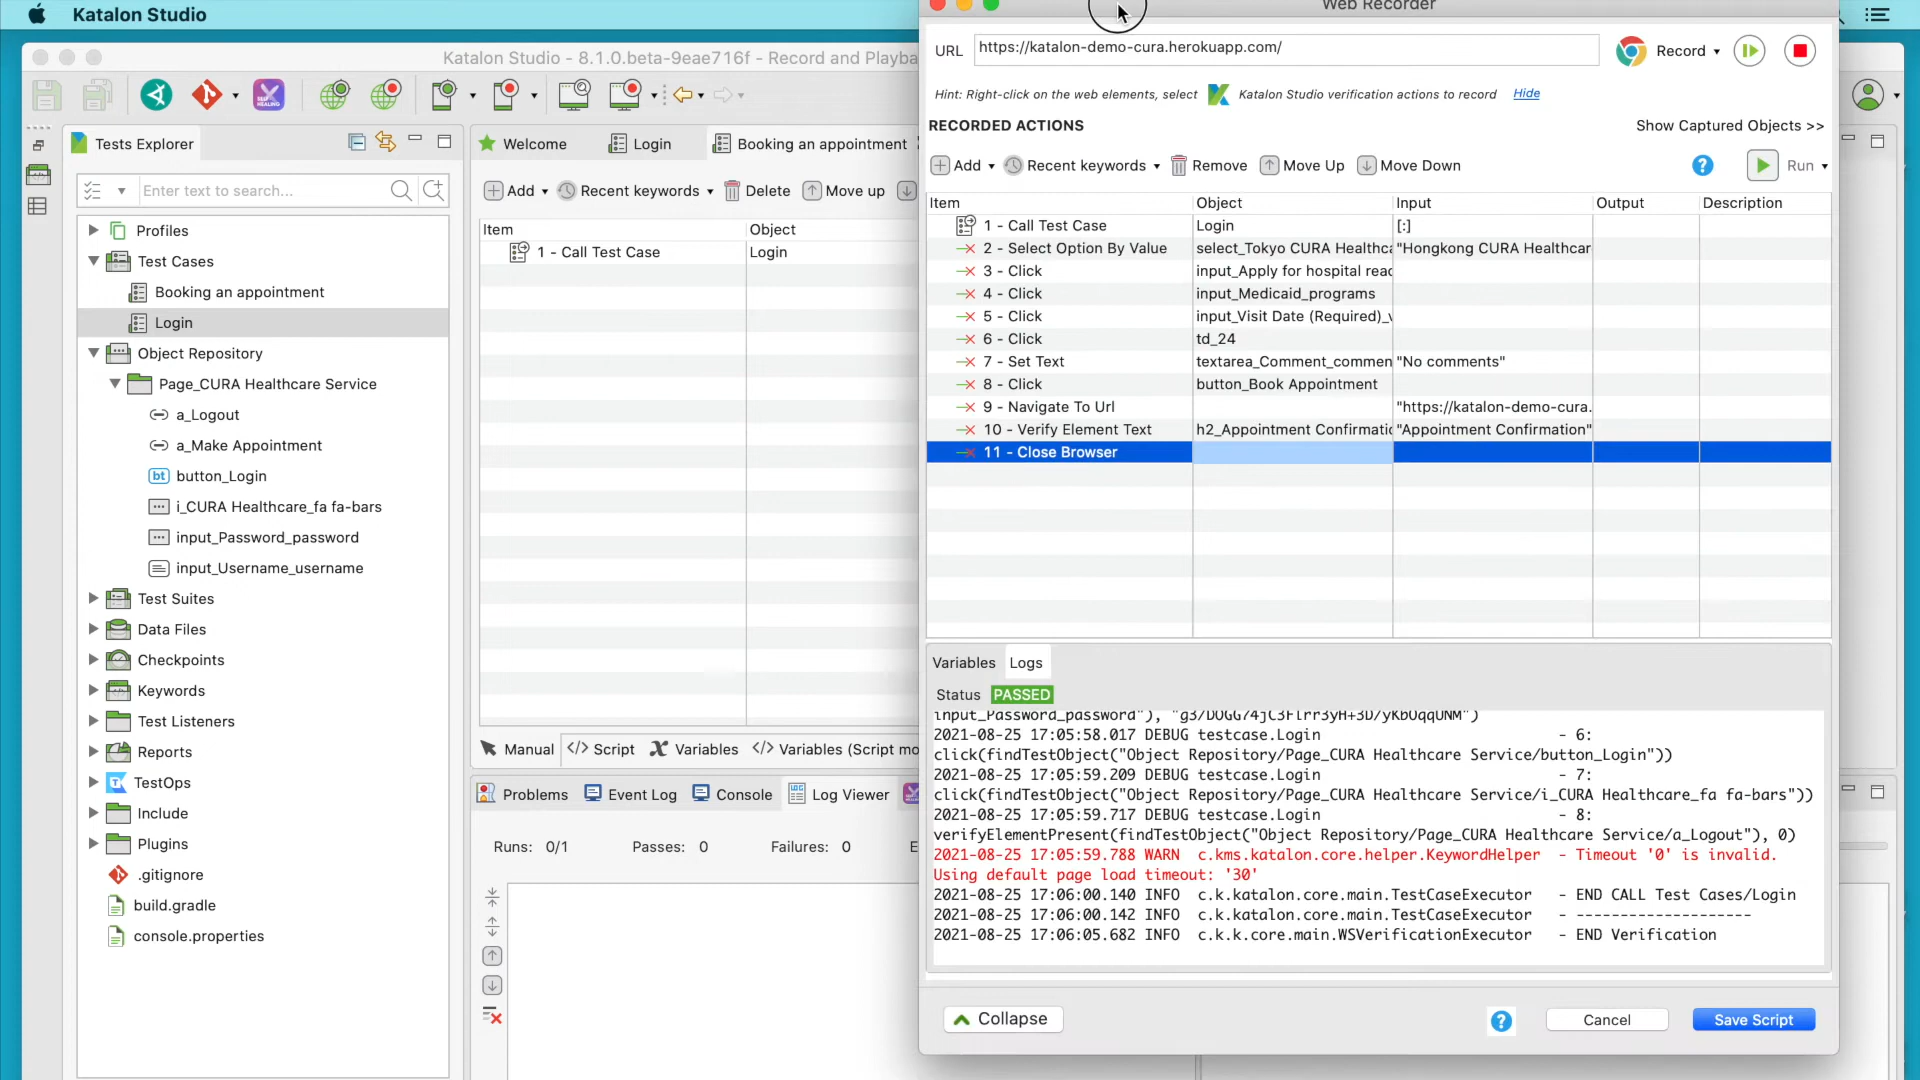 Katalon Studio
Katalon Studio - 8.1.0.beta-9eae716f - Record and Playba
Tests Explorer
Enter text to search...
Profiles
Test Cases
Booking an appointment
Login
Object Repository
Page_CURA Healthcare Service
a_Logout
a_Make Appointment
bt button_Login
i_CURA Healthcare_fa fa-bars
input_Password_password
input_Username_username
Test Suites
Data Files
Checkpoints
Keywords
Test Listeners
Reports
TestOps
Include
Plugins
.gitignore
build.gradle
console.properties
Welcome
Login
Booking an appointment
Add
Recent keywords
Delete
Move up
Item Object
1 - Call Test Case Login
Manual
</> Script
Variables
</> Variables (Script mo
Problems
Event Log
Console
Log Viewer
Runs: 0/1 Passes: 0 Failures: 0 E
Web Recorder
URL https://katalon-demo-cura.herokuapp.com/
Record
Hint: Right-click on the web elements, select Katalon Studio verification actions to record Hide
RECORDED ACTIONS
Show Captured Objects >>
Add
Recent keywords
Remove
Move Up
Move Down
Run
Item Object Input Output Description
1 - Call Test Case Login [:]
2 - Select Option By Value select_Tokyo CURA Healthca "Hongkong CURA Healthcar
3 - Click input_Apply for hospital read
4 - Click input_Medicaid_programs
5 - Click input_Visit Date (Required)_v
6 - Click td_24
7 - Set Text textarea_Comment_commen "No comments"
8 - Click button_Book Appointment
9 - Navigate To Url "https://katalon-demo-cura.
10 - Verify Element Text h2_Appointment Confirmatic "Appointment Confirmation"
11 - Close Browser
Variables Logs
Status PASSED
input_Password_password"),
2021-08-25 17:05:58.017 DEBUG testcase.Login - 6:
click(findTestObject("Object Repository/Page_CURA Healthcare Service/button_Login"))
2021-08-25 17:05:59.209 DEBUG testcase.Login - 7:
click(findTestObject("Object Repository/Page_CURA Healthcare Service/i_CURA Healthcare_fa fa-bars"))
2021-08-25 17:05:59.717 DEBUG testcase.Login - 8:
verifyElementPresent(findTestObject("Object Repository/Page_CURA Healthcare Service/a_Logout"), 0)
2021-08-25 17:05:59.788 WARN c.kms.katalon.core.helper.KeywordHelper - Timeout '0' is invalid.
Using default page load timeout: '30'
2021-08-25 17:06:00.140 INFO c.k.katalon.core.main.TestCaseExecutor - END CALL Test Cases/Login
2021-08-25 17:06:00.142 INFO c.k.katalon.core.main.TestCaseExecutor - --------------------
2021-08-25 17:06:05.682 INFO c.k.k.core.main.WSVerificationExecutor - END Verification
Collapse
Cancel
Save Script